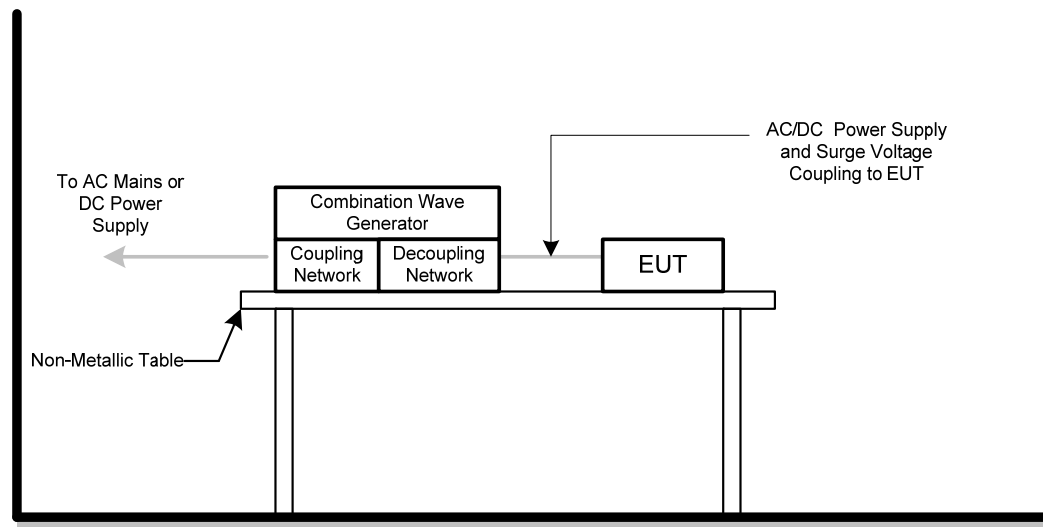 AC/DC Power Supply
and Surge Voltage
Coupling to EUT
To AC Mains or
DC Power
Supply
Combination Wave
Generator
Coupling
Network
Decoupling
Network
EUT
Non-Metallic Table